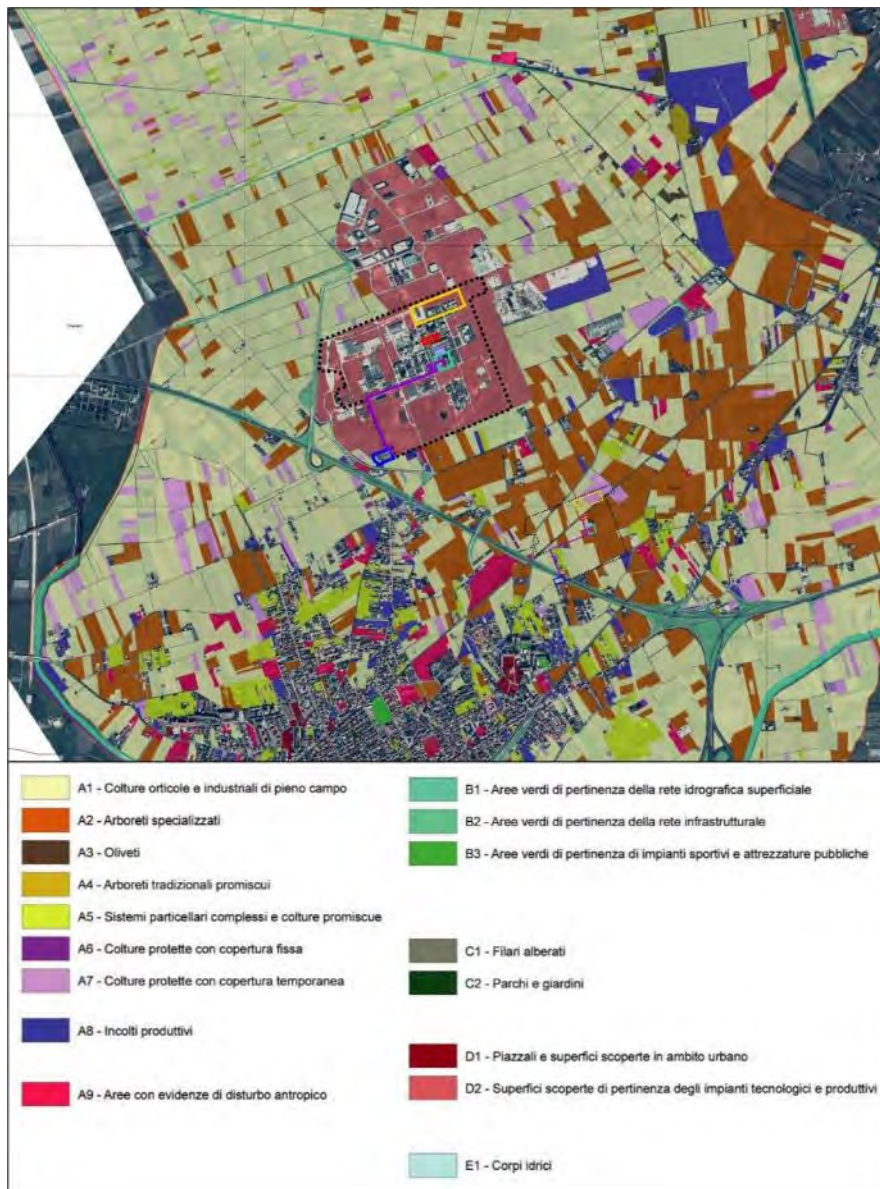 A1 - Colture orticole e industriali di pieno campo
A2 - Arboreti specializzati
A3 - Oliveti
A4 - Arboreti tradizionali promiscui
A5 - Sistemi particellari complessi e colture promiscue
A6 - Colture protette con copertura fissa
A7 - Colture protette con copertura temporanea
A8 - Incolti produttivi
A9 - Aree con evidenze di disturbo antropico
B1 - Aree verdi di pertinenza della rete idrografica superficiale
B2 - Aree verdi di pertinenza della rete infrastrutturale
B3 - Aree verdi di pertinenza di impianti sportivi e attrezzature pubbliche
C1 - Filari alberati
C2 - Parchi e giardini
D1 - Piazzali e superfici scoperte in ambito urbano
D2 - Superfici scoperte di pertinenza degli impianti tecnologici e produttivi
E1 - Corpi idrici